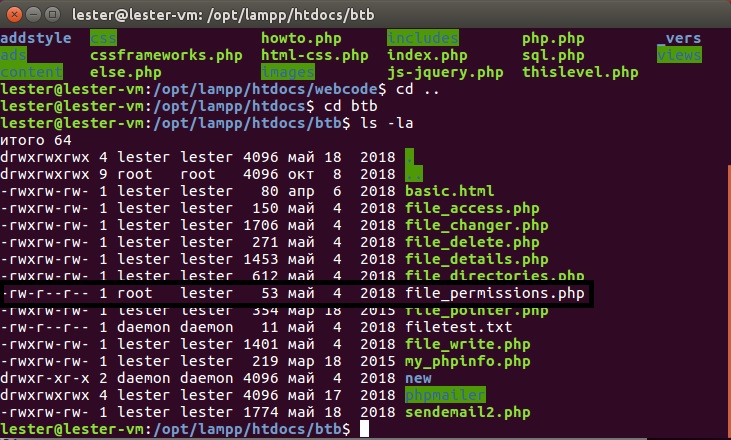 lester@lester-vm: /opt/lampp/htdocs/btb
addstyle css howto.php includes php.php _vers
ads cssframeworks.php html-css.php index.php sql.php views
content else.php images js-jquery.php thislevel.php
lester@lester-vm:/opt/lampp/htdocs/webcode$ cd ..
lester@lester-vm:/opt/lampp/htdocs$ cd btb
lester@lester-vm:/opt/lampp/htdocs/btb$ ls -la
итого 64
drwxrwxrwx 4 lester lester 4096 май 18 2018 .
drwxrwxrwx 9 root root 4096 окт 8 2018 ..
-rwxrw-rw- 1 lester lester 80 апр 6 2018 basic.html
-rwxrw-rw- 1 lester lester 150 май 4 2018 file_access.php
-rwxrw-rw- 1 lester lester 1706 май 4 2018 file_changer.php
-rwxrw-rw- 1 lester lester 271 май 4 2018 file_delete.php
-rwxrw-rw- 1 lester lester 1453 май 4 2018 file_details.php
-rwxrw-rw- 1 lester lester 612 май 4 2018 file_directories.php
-rw-r--r-- 1 root lester 53 май 4 2018 file_permissions.php
-rwxrw-rw- 1 lester lester 354 мар 18 2015 file_pointer.php
-rw-r--r-- 1 daemon daemon 11 май 4 2018 filetest.txt
-rwxrw-rw- 1 lester lester 1401 май 4 2018 file_write.php
-rwxrw-rw- 1 lester lester 219 мар 18 2015 my_phpinfo.php
drwxr-xr-x 2 daemon daemon 4096 май 4 2018 new
drwxrwxrwx 4 lester lester 4096 май 17 2018 phpmailer
-rwxrw-rw- 1 lester lester 1774 май 18 2018 sendemail2.php
lester@lester-vm:/opt/lampp/htdocs/btb$